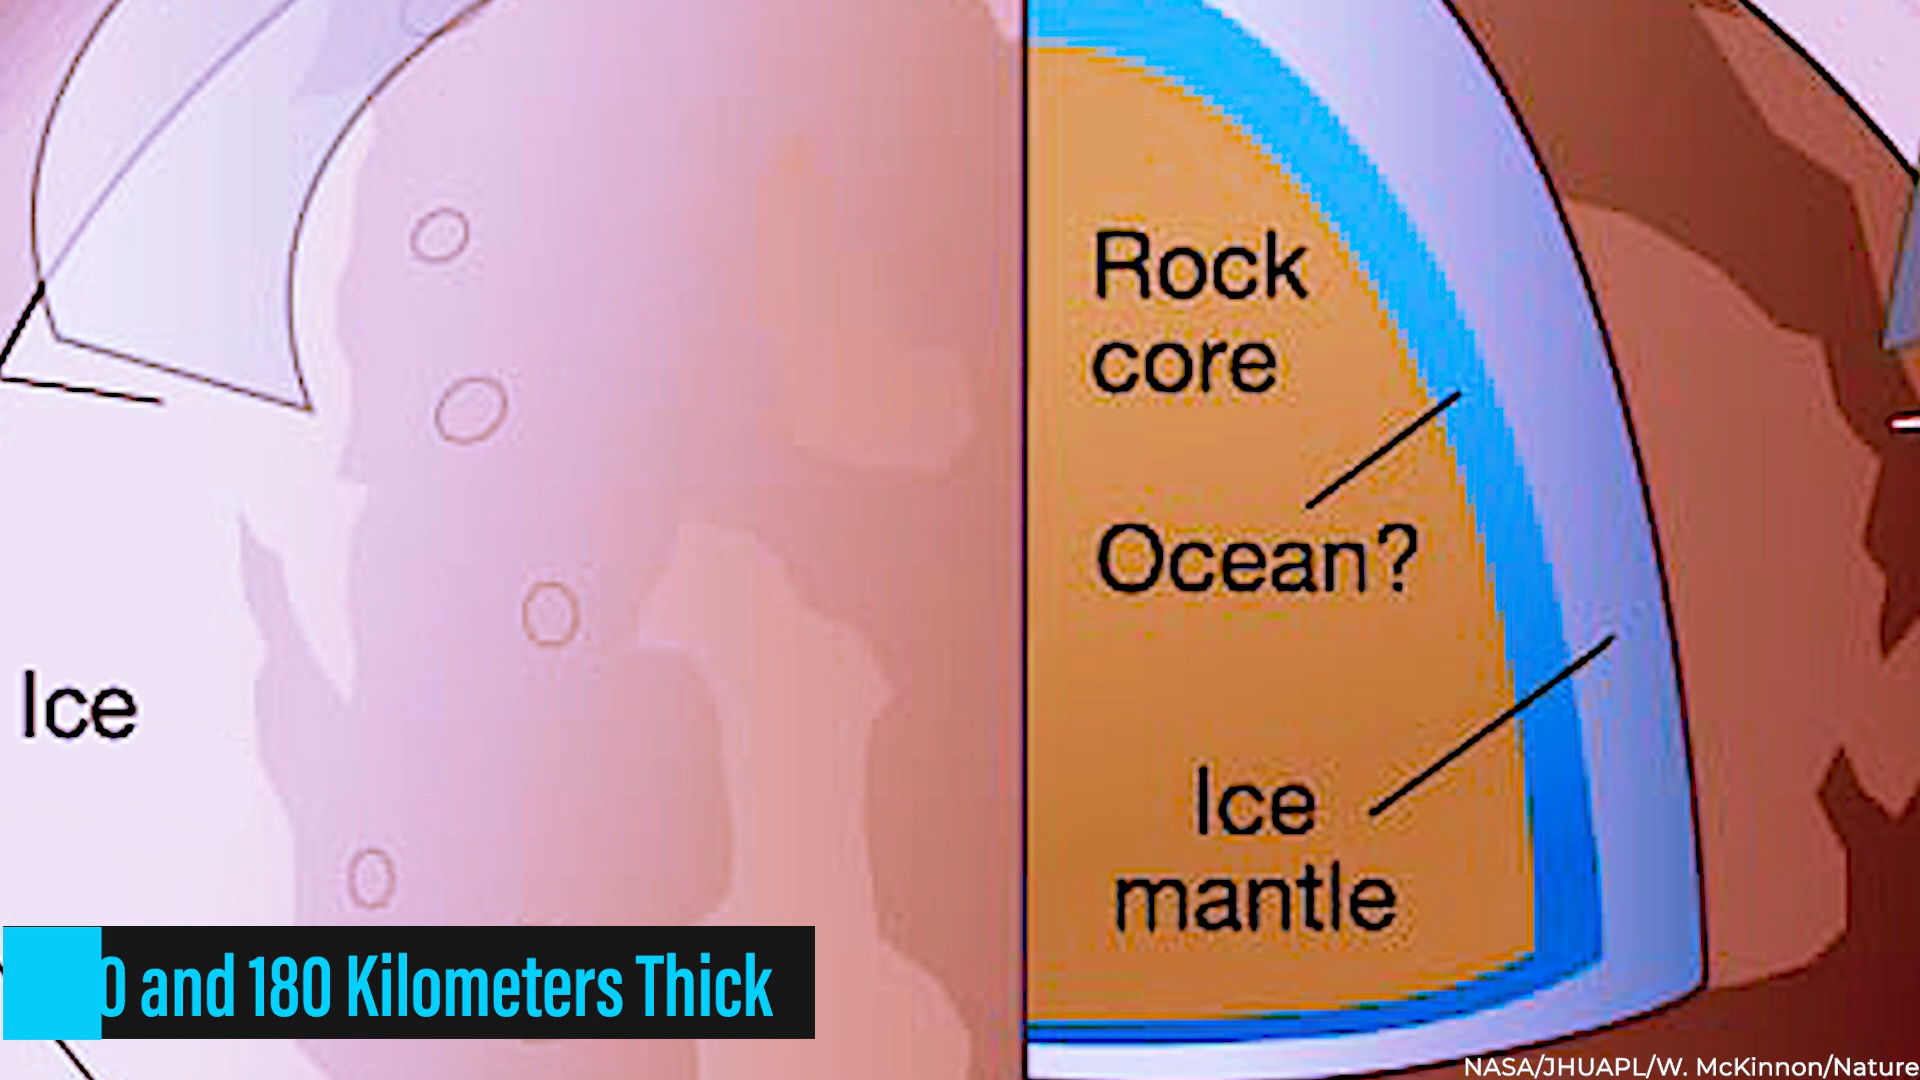 Rock
core
Ocean?
Ice
Ice
mantle
0 and 180 Kilometers Thick
NASA/JHUAPL/W. McKinnon/Nature